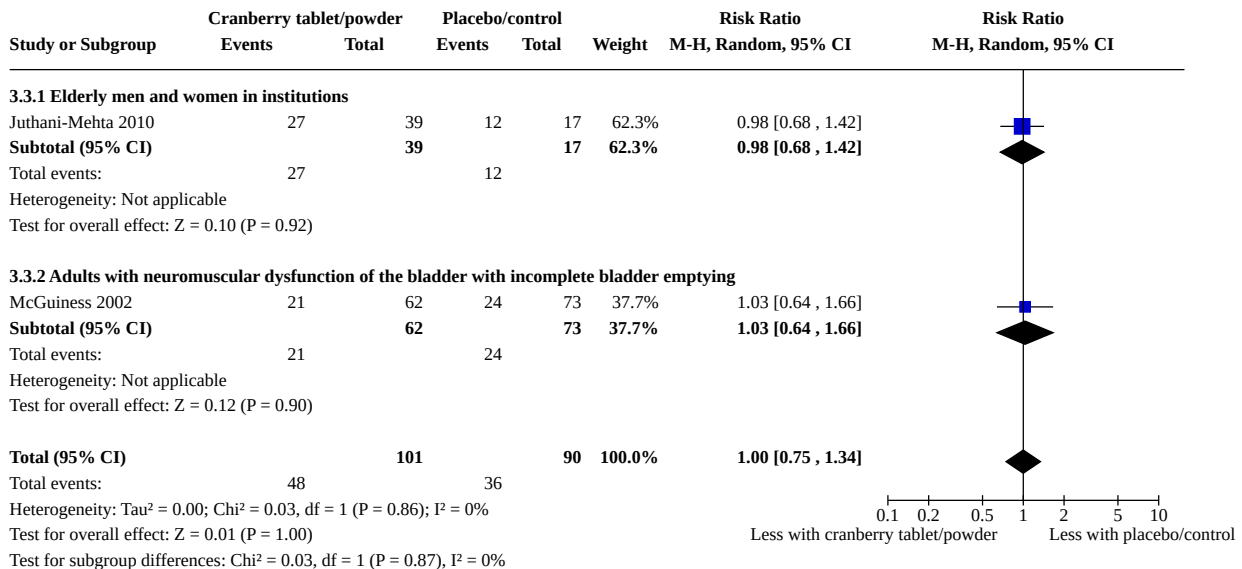 Cranberry tablet/powder Placebo/control Risk Ratio Risk Ratio
Study or Subgroup Events Total Events Total Weight M-H, Random, 95% CI M-H, Random, 95% CI
3.3.1 Elderly men and women in institutions
Juthani-Mehta 2010 27 39 12 17 62.3% 0.98 [0.68 , 1.42]
Subtotal (95% CI) 39 17 62.3% 0.98 [0.68 , 1.42]
Total events: 27 12
Heterogeneity: Not applicable
Test for overall effect: Z = 0.10 (P = 0.92)
3.3.2 Adults with neuromuscular dysfunction of the bladder with incomplete bladder emptying
McGuiness 2002 21 62 24 73 37.7% 1.03 [0.64 , 1.66]
Subtotal (95% CI) 62 73 37.7% 1.03 [0.64 , 1.66]
Total events: 21 24
Heterogeneity: Not applicable
Test for overall effect: Z = 0.12 (P = 0.90)
Total (95% CI) 101 90 100.0% 1.00 [0.75 , 1.34]
Total events: 48 36
Heterogeneity: Tau² = 0.00; Chi² = 0.03, df = 1 (P = 0.86); I² = 0%
0.1 0.2 0.5 1 2 5 10
Test for overall effect: Z = 0.01 (P = 1.00) Less with cranberry tablet/powder Less with placebo/control
Test for subgroup differences: Chi² = 0.03, df = 1 (P = 0.87), I² = 0%